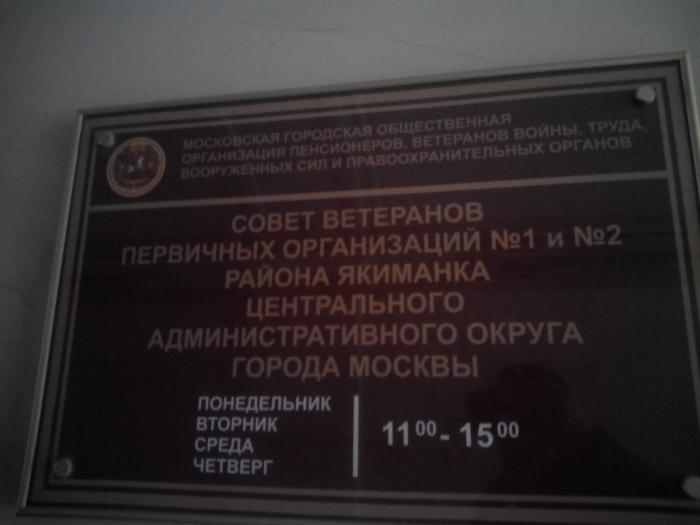 МОСКОВСКАЯ ГОРОДСКАЯ ОБЩЕСТВЕННАЯ
ОРГАНИЗАЦИЯ ПЕНСИОНЕРОВ, ВЕТЕРАНОВ ВОЙНЫ, ТРУДА,
ВООРУЖЕННЫХ СИЛ И ПРАВООХРАНИТЕЛЬНЫХ ОРГАНОВ
СОВЕТ ВЕТЕРАНОВ
ПЕРВИЧНЫХ ОРГАНИЗАЦИЙ №1 и №2
РАЙОНА ЯКИМАНКА
ЦЕНТРАЛЬНОГО
АДМИНИСТРАТИВНОГО ОКРУГА
ГОРОДА МОСКВЫ
ПОНЕДЕЛЬНИК
ВТОРНИК
СРЕДА
ЧЕТВЕРГ
11⁰⁰ - 15⁰⁰